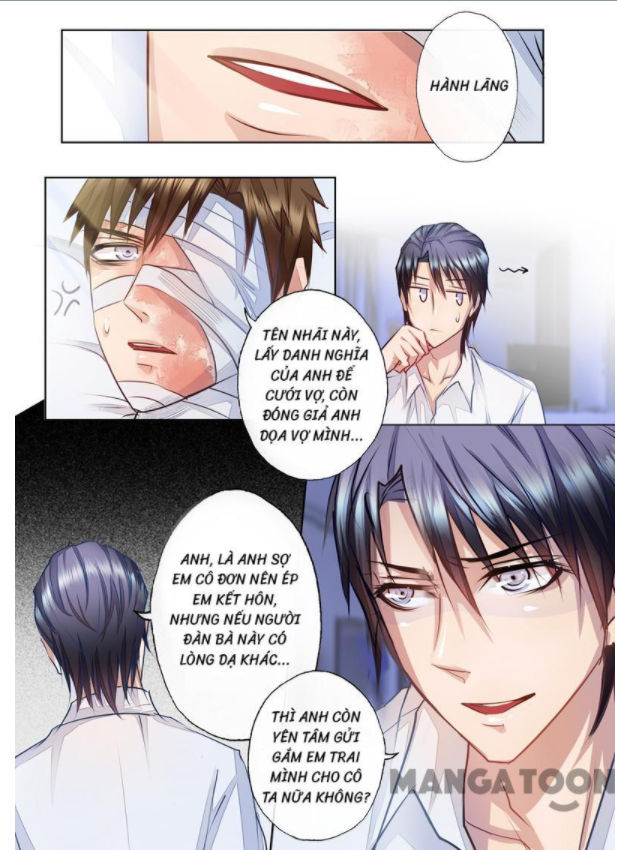 HÀNH LÃNG
TÊN NHÃI NÀY,
LẤY DANH NGHĨA
CỦA ANH ĐỂ
CƯỚI VỢ, CÒN
ĐÓNG GIẢ ANH
DỌA VỢ MÌNH...
ANH, LÀ ANH SỢ
EM CÔ ĐƠN NÊN ÉP
EM KẾT HÔN,
NHƯNG NẾU NGƯỜI
ĐÀN BÀ NÀY CÓ
LÒNG DẠ KHÁC...
THÌ ANH CÒN
YÊN TÂM GỬI
GẮM EM TRAI
MÌNH CHO CÔ
TA NỮA KHÔNG?
MANGATOON